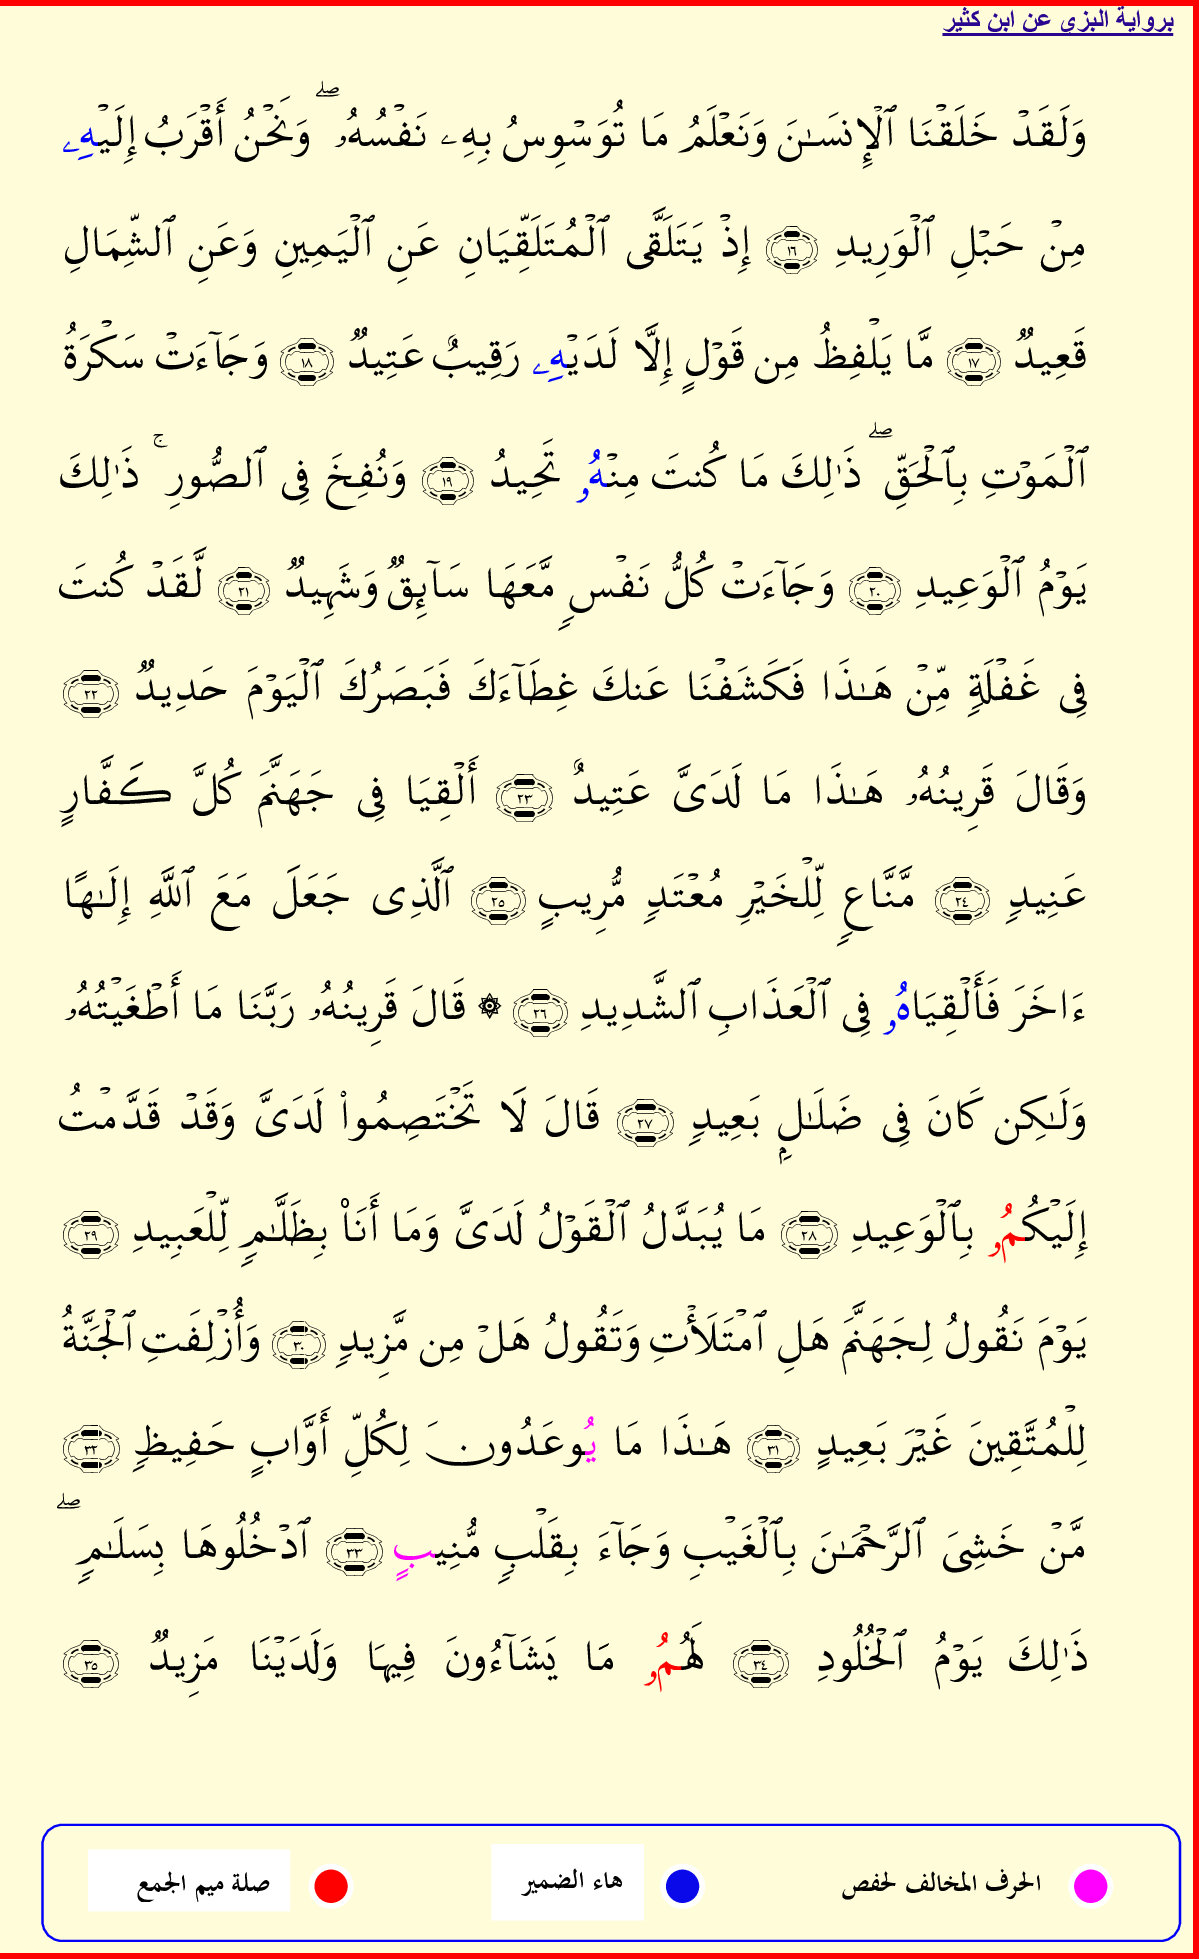 برواية البزى عن ابن كثير
وَلَقَدْ خَلَقْنَا ٱلْإِنسَـٰنَ وَنَعْلَمُ مَا تُوَسْوِسُ بِهِۦ نَفْسُهُۥ ۖ وَنَحْنُ أَقْرَبُ إِلَيْهِۦ
مِنْ حَبْلِ ٱلْوَرِيدِ ١٦ إِذْ يَتَلَقَّى ٱلْمُتَلَقِّيَانِ عَنِ ٱلْيَمِينِ وَعَنِ ٱلشِّمَالِ
قَعِيدٌ ١٧ مَّا يَلْفِظُ مِن قَوْلٍ إِلَّا لَدَيْهِۦ رَقِيبٌ عَتِيدٌ ١٨ وَجَآءَتْ سَكْرَةُ
ٱلْمَوْتِ بِٱلْحَقِّ ۖ ذَٰلِكَ مَا كُنتَ مِنْهُۥ تَحِيدُ ١٩ وَنُفِخَ فِى ٱلصُّورِ ۚ ذَٰلِكَ
يَوْمُ ٱلْوَعِيدِ ٢٠ وَجَآءَتْ كُلُّ نَفْسٍ مَّعَهَا سَآئِقٌ وَشَهِيدٌ ٢١ لَّقَدْ كُنتَ
فِى غَفْلَةٍ مِّنْ هَـٰذَا فَكَشَفْنَا عَنكَ غِطَآءَكَ فَبَصَرُكَ ٱلْيَوْمَ حَدِيدٌ ٢٢
وَقَالَ قَرِينُهُۥ هَـٰذَا مَا لَدَىَّ عَتِيدٌ ٢٣ أَلْقِيَا فِى جَهَنَّمَ كُلَّ كَفَّارٍ
عَنِيدٍ ٢٤ مَّنَّاعٍ لِّلْخَيْرِ مُعْتَدٍ مُّرِيبٍ ٢٥ ٱلَّذِى جَعَلَ مَعَ ٱللَّهِ إِلَـٰهًا
ءَاخَرَ فَأَلْقِيَاهُۥ فِى ٱلْعَذَابِ ٱلشَّدِيدِ ٢٦ ۞ قَالَ قَرِينُهُۥ رَبَّنَا مَا أَطْغَيْتُهُۥ
وَلَـٰكِن كَانَ فِى ضَلَـٰلٍۭ بَعِيدٍ ٢٧ قَالَ لَا تَخْتَصِمُوا۟ لَدَىَّ وَقَدْ قَدَّمْتُ
إِلَيْكُمُۥ بِٱلْوَعِيدِ ٢٨ مَا يُبَدَّلُ ٱلْقَوْلُ لَدَىَّ وَمَا أَنَا۠ بِظَلَّـٰمٍ لِّلْعَبِيدِ ٢٩
يَوْمَ نَقُولُ لِجَهَنَّمَ هَلِ ٱمْتَلَأْتِ وَتَقُولُ هَلْ مِن مَّزِيدٍ ٣٠ وَأُزْلِفَتِ ٱلْجَنَّةُ
لِلْمُتَّقِينَ غَيْرَ بَعِيدٍ ٣١ هَـٰذَا مَا يُوعَدُونَ لِكُلِّ أَوَّابٍ حَفِيظٍ ٣٢
مَّنْ خَشِىَ ٱلرَّحْمَـٰنَ بِٱلْغَيْبِ وَجَآءَ بِقَلْبٍ مُّنِيبٍ ٣٣ ٱدْخُلُوهَا بِسَلَـٰمٍ ۖ
ذَٰلِكَ يَوْمُ ٱلْخُلُودِ ٣٤ لَهُمُۥ مَا يَشَآءُونَ فِيهَا وَلَدَيْنَا مَزِيدٌ ٣٥
الحرف المخالف لحفص هاء الضمير صلة ميم الجمع